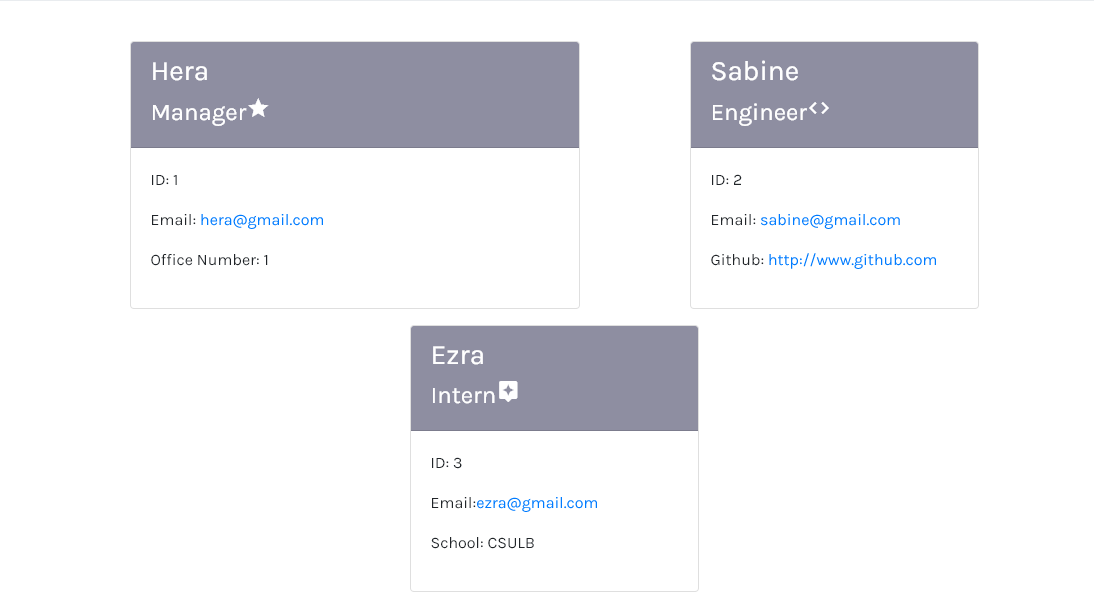 Hera
Manager
ID: 1
Email: hera@gmail.com
Office Number: 1
Sabine
Engineer
ID: 2
Email: sabine@gmail.com
Github: http://www.github.com
Ezra
Intern
ID: 3
Email:ezra@gmail.com
School: CSULB